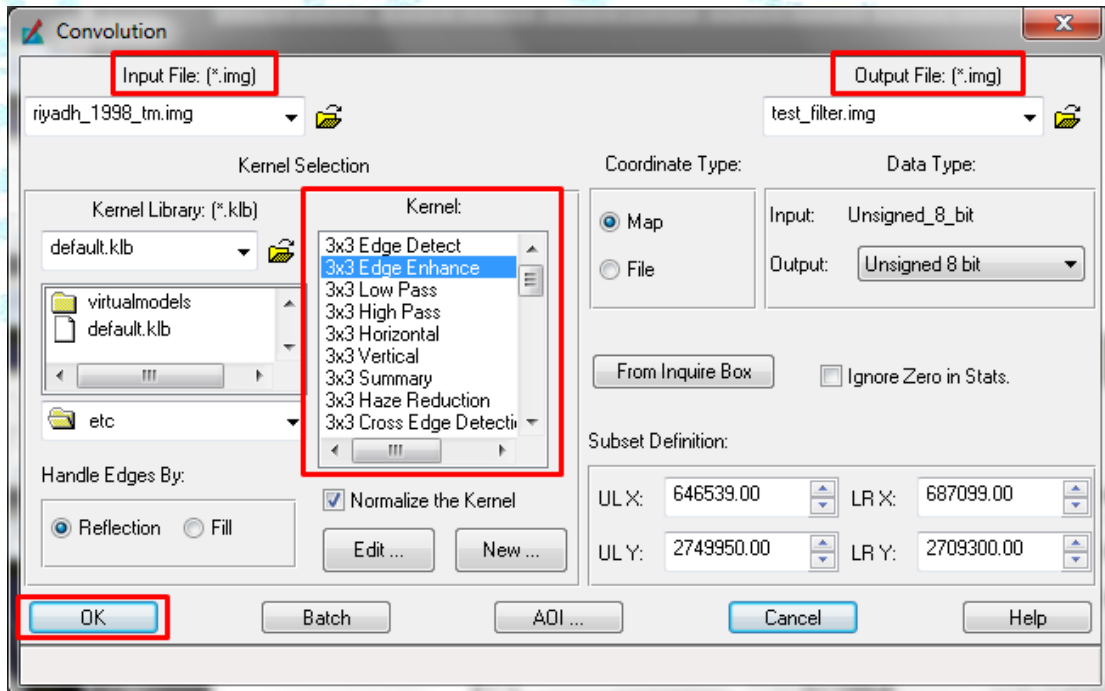 Convolution
Input File: (*.img)
Output File: (*.img)
riyadh_1998_tm.img
test_filter.img
Kernel Selection
Coordinate Type:
Data Type:
Kernel Library: (*.klb)
default.klb
virtualmodels
default.klb
etc
Kernel:
3x3 Edge Detect
3x3 Edge Enhance
3x3 Low Pass
3x3 High Pass
3x3 Horizontal
3x3 Vertical
3x3 Summary
3x3 Haze Reduction
3x3 Cross Edge Detecti
Map
File
Input: Unsigned_8_bit
Output: Unsigned 8 bit
From Inquire Box
Ignore Zero in Stats.
Handle Edges By:
Reflection Fill
Normalize the Kernel
Edit ... New ...
Subset Definition:
UL X: 646539.00 LR X: 687099.00
UL Y: 2749950.00 LR Y: 2709300.00
OK Batch AOI ... Cancel Help